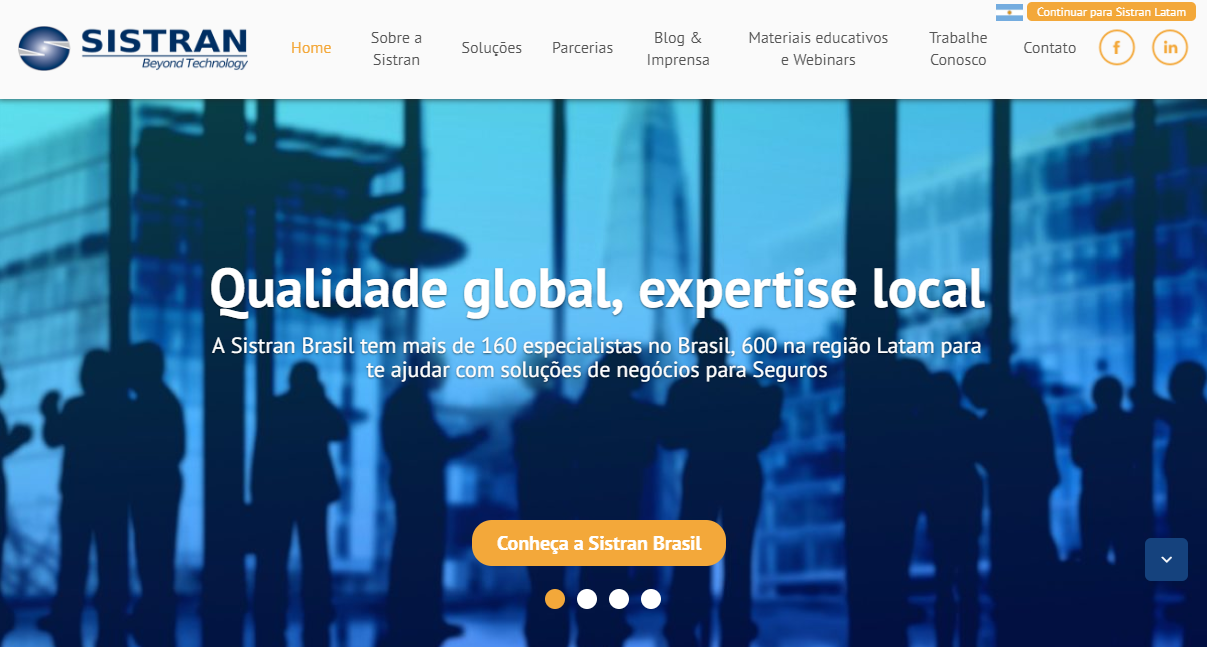 Continuar para Sistran Latam
SISTRAN
Beyond Technology
Home
Sobre a
Sistran
Soluções
Parcerias
Blog &
Imprensa
Materiais educativos
e Webinars
Trabalhe
Conosco
Contato
f
in
Qualidade global, expertise local
A Sistran Brasil tem mais de 160 especialistas no Brasil, 600 na região Latam para
te ajudar com soluções de negócios para Seguros
Conheça a Sistran Brasil